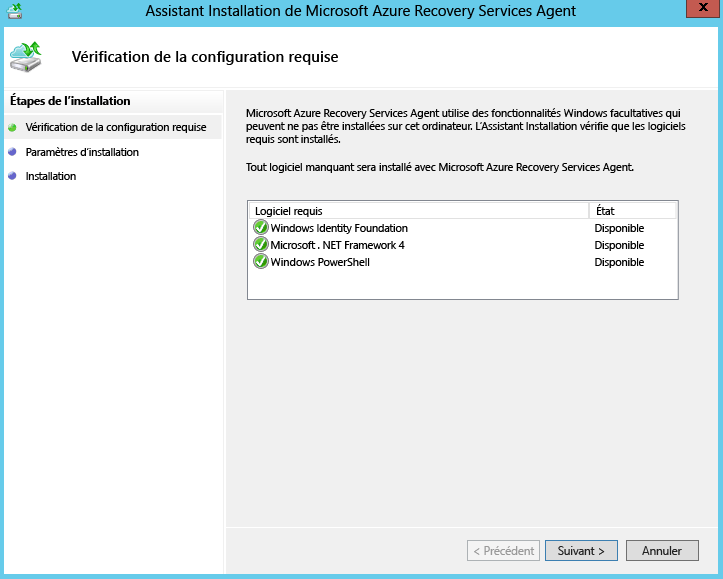 Assistant Installation de Microsoft Azure Recovery Services Agent
x
Vérification de la configuration requise
Étapes de l'installation
Vérification de la configuration requise
Paramètres d'installation
Installation
Microsoft Azure Recovery Services Agent utilise des fonctionnalités Windows facultatives qui
peuvent ne pas être installées sur cet ordinateur. L'Assistant Installation vérifie que les logiciels
requis sont installés.
Tout logiciel manquant sera installé avec Microsoft Azure Recovery Services Agent.
Logiciel requis État
Windows Identity Foundation Disponible
Microsoft . NET Framework 4 Disponible
Windows PowerShell Disponible
< Précédent Suivant > Annuler